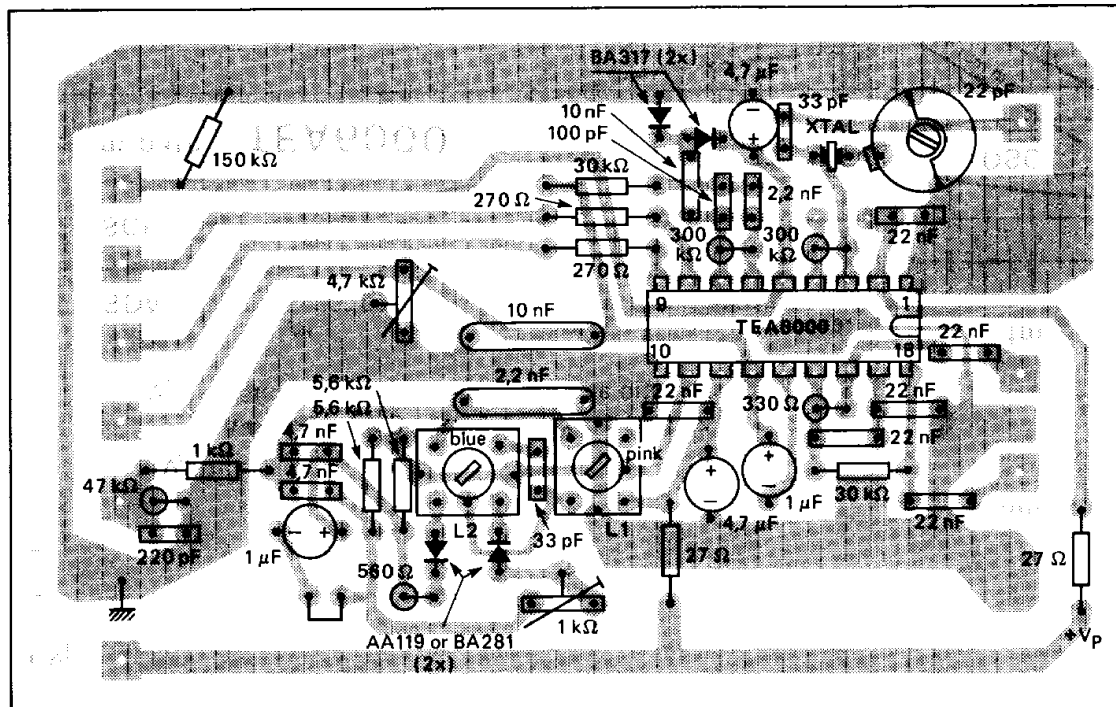 BA317 (2x)
4,7 µF
22 pF
33 pF
10 nF
100 pF
XTAL
TEA6000
150 kΩ
30 kΩ
270 Ω
2,2 nF
270 Ω
300
kΩ
300
kΩ
22 nF
4,7 kΩ
9
1
10 nF
TEA6000
10
18
22 nF
2,2 nF
5,6 kΩ
5,6 kΩ
22 nF
330 Ω
22 nF
4,7 nF
blue
pink
22 nF
1 kΩ
4,7 nF
47 kΩ
30 kΩ
1 µF
L2
33 pF
L1
4,7 µF
22 nF
220 pF
1 µF
560 Ω
27 Ω
27 Ω
1 kΩ
AA119 or BA281
(2x)
+VP